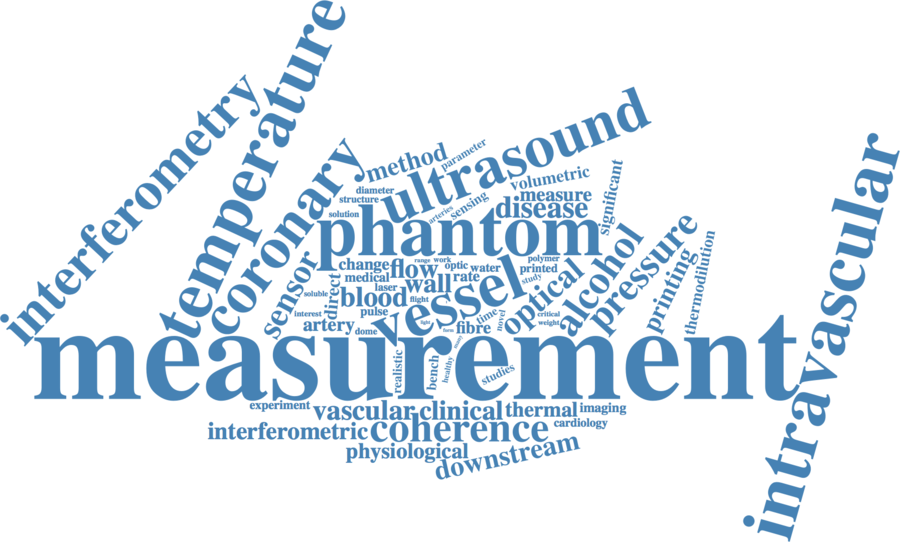 temperature
interferometry
ultrasound
coronary
method
parameter
intravascular
volumetric
significant
diameter
structure
measure
sensing
arteries
disease
solution
phantom
pressure
alcohol
thermodilution
printing
sensor
optical
vessel
change
flow
range
work
optic
water
polymer
printed
medical
direct
laser
wall
rate
study
soluble
blood
flight
interest
pulse
time
novel
critical
weight
artery
dome
light
form
fibre
measurement
many
realistic
bench
healthy
studies
experiment
vascular
clinical
thermal
imaging
interferometric
coherence
cardiology
physiological
downstream